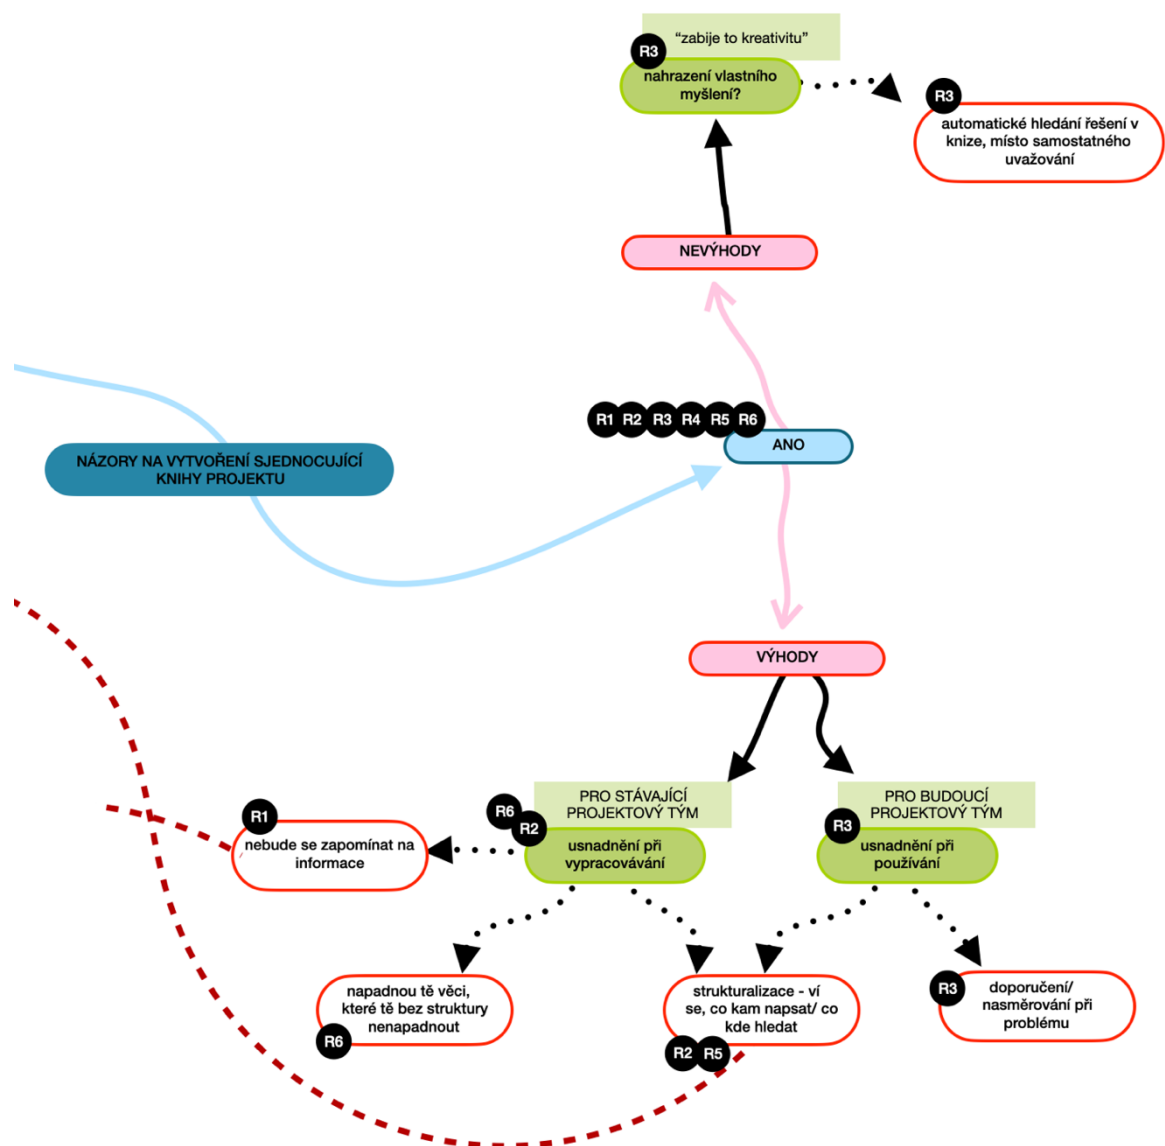 “zabije to kreativitu”
R3
nahrazení vlastního
myšlení?
R3
automatické hledání řešení v
knize, místo samostatného
uvažování
NEVÝHODY
R1 R2 R3 R4 R5 R6
ANO
NÁZORY NA VYTVOŘENÍ SJEDNOCUJÍCÍ
KNIHY PROJEKTU
VÝHODY
PRO STÁVAJÍCÍ
PROJEKTOVÝ TÝM
R6
R2
usnadnění při
vypracovávání
PRO BUDOUCÍ
PROJEKTOVÝ TÝM
R3
usnadnění při
používání
R1
nebude se zapomínat na
informace
napadnou tě věci,
které tě bez struktury
nenapadnout
R6
strukturalizace - ví
se, co kam napsat/ co
kde hledat
R2 R5
R3
doporučení/
nasměrování při
problému